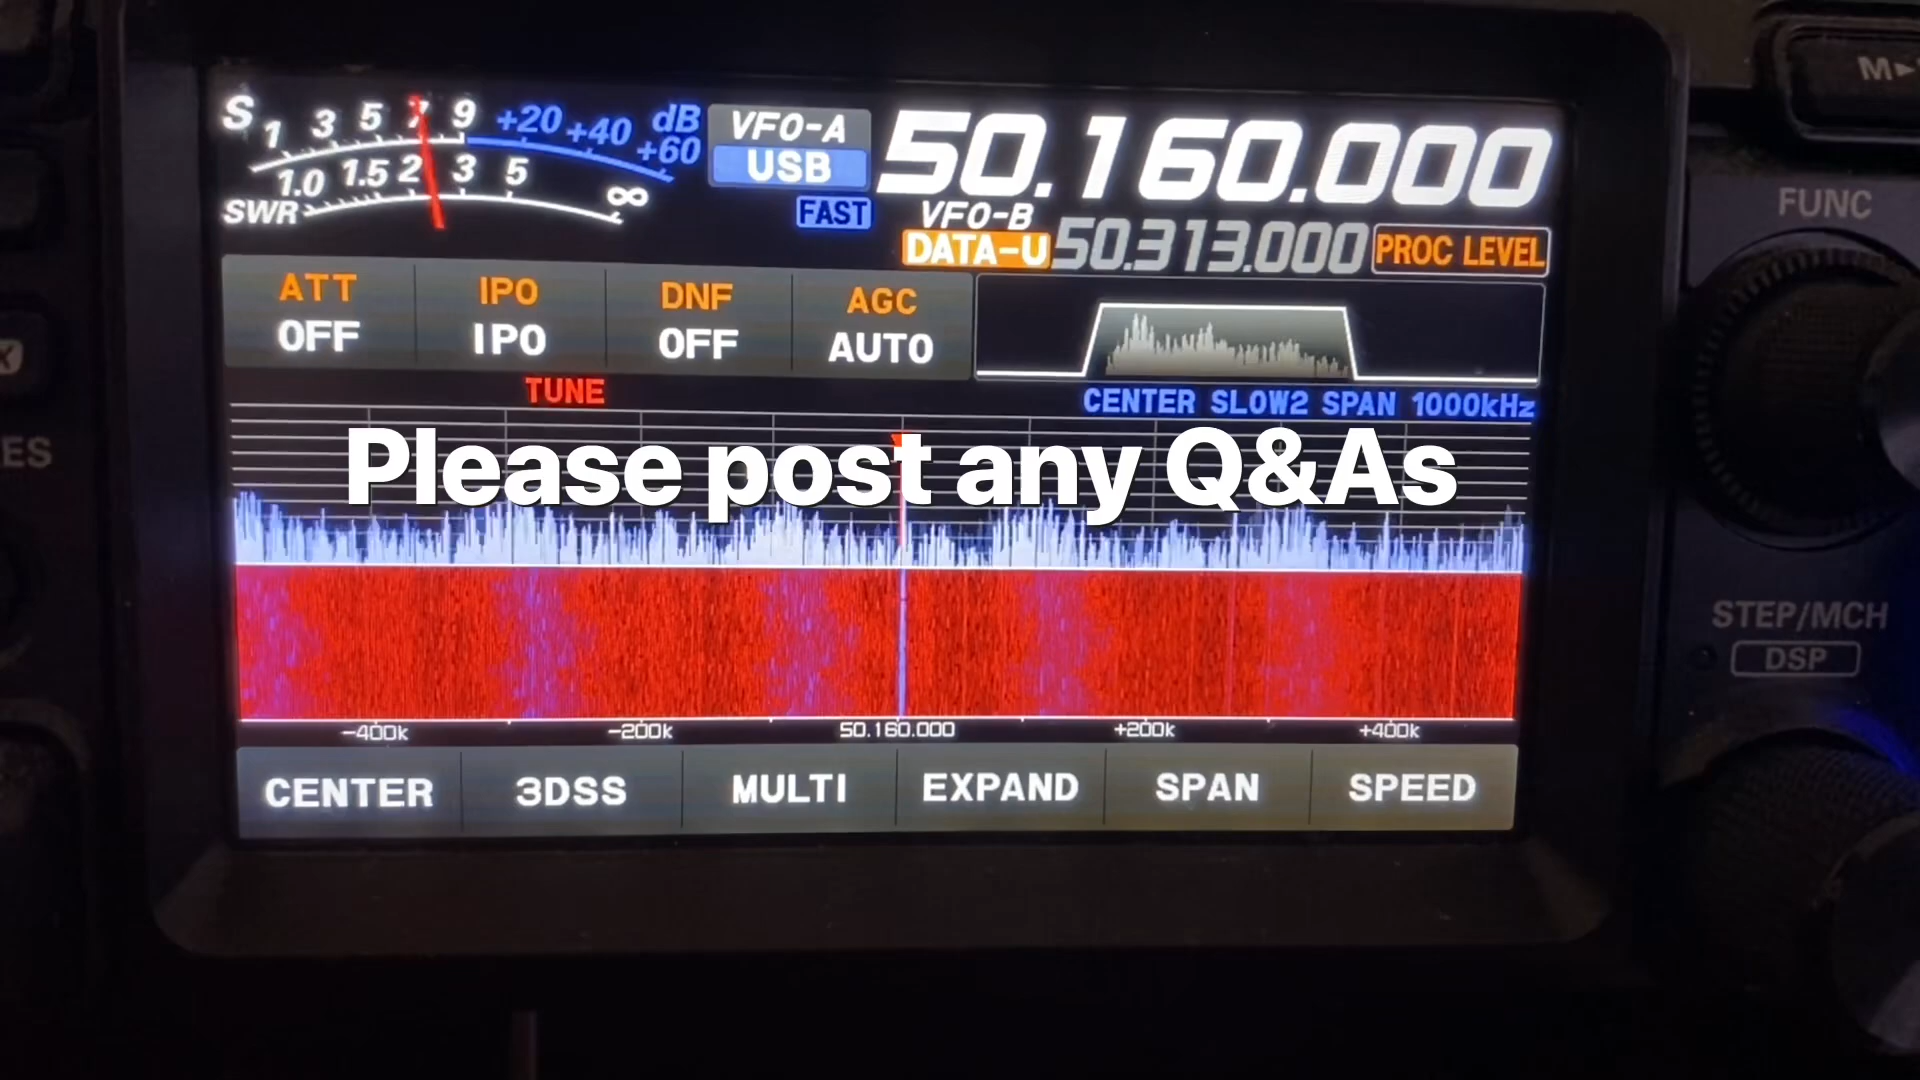 S 1 3 5 7 9 +20 +40 +60 dB
SWR 1.0 1.5 2 3 5 ∞
VFO-A
USB
50.160.000
FAST
VFO-B
DATA-U
50.313.000
PROC LEVEL
ATT
OFF
IPO
IPO
DNF
OFF
AGC
AUTO
TUNE
CENTER SLOW2 SPAN 1000kHz
Please post any Q&As
-400k -200k 50.160.000 +200k +400k
CENTER 3DSS MULTI EXPAND SPAN SPEED
FUNC
STEP/MCH
DSP